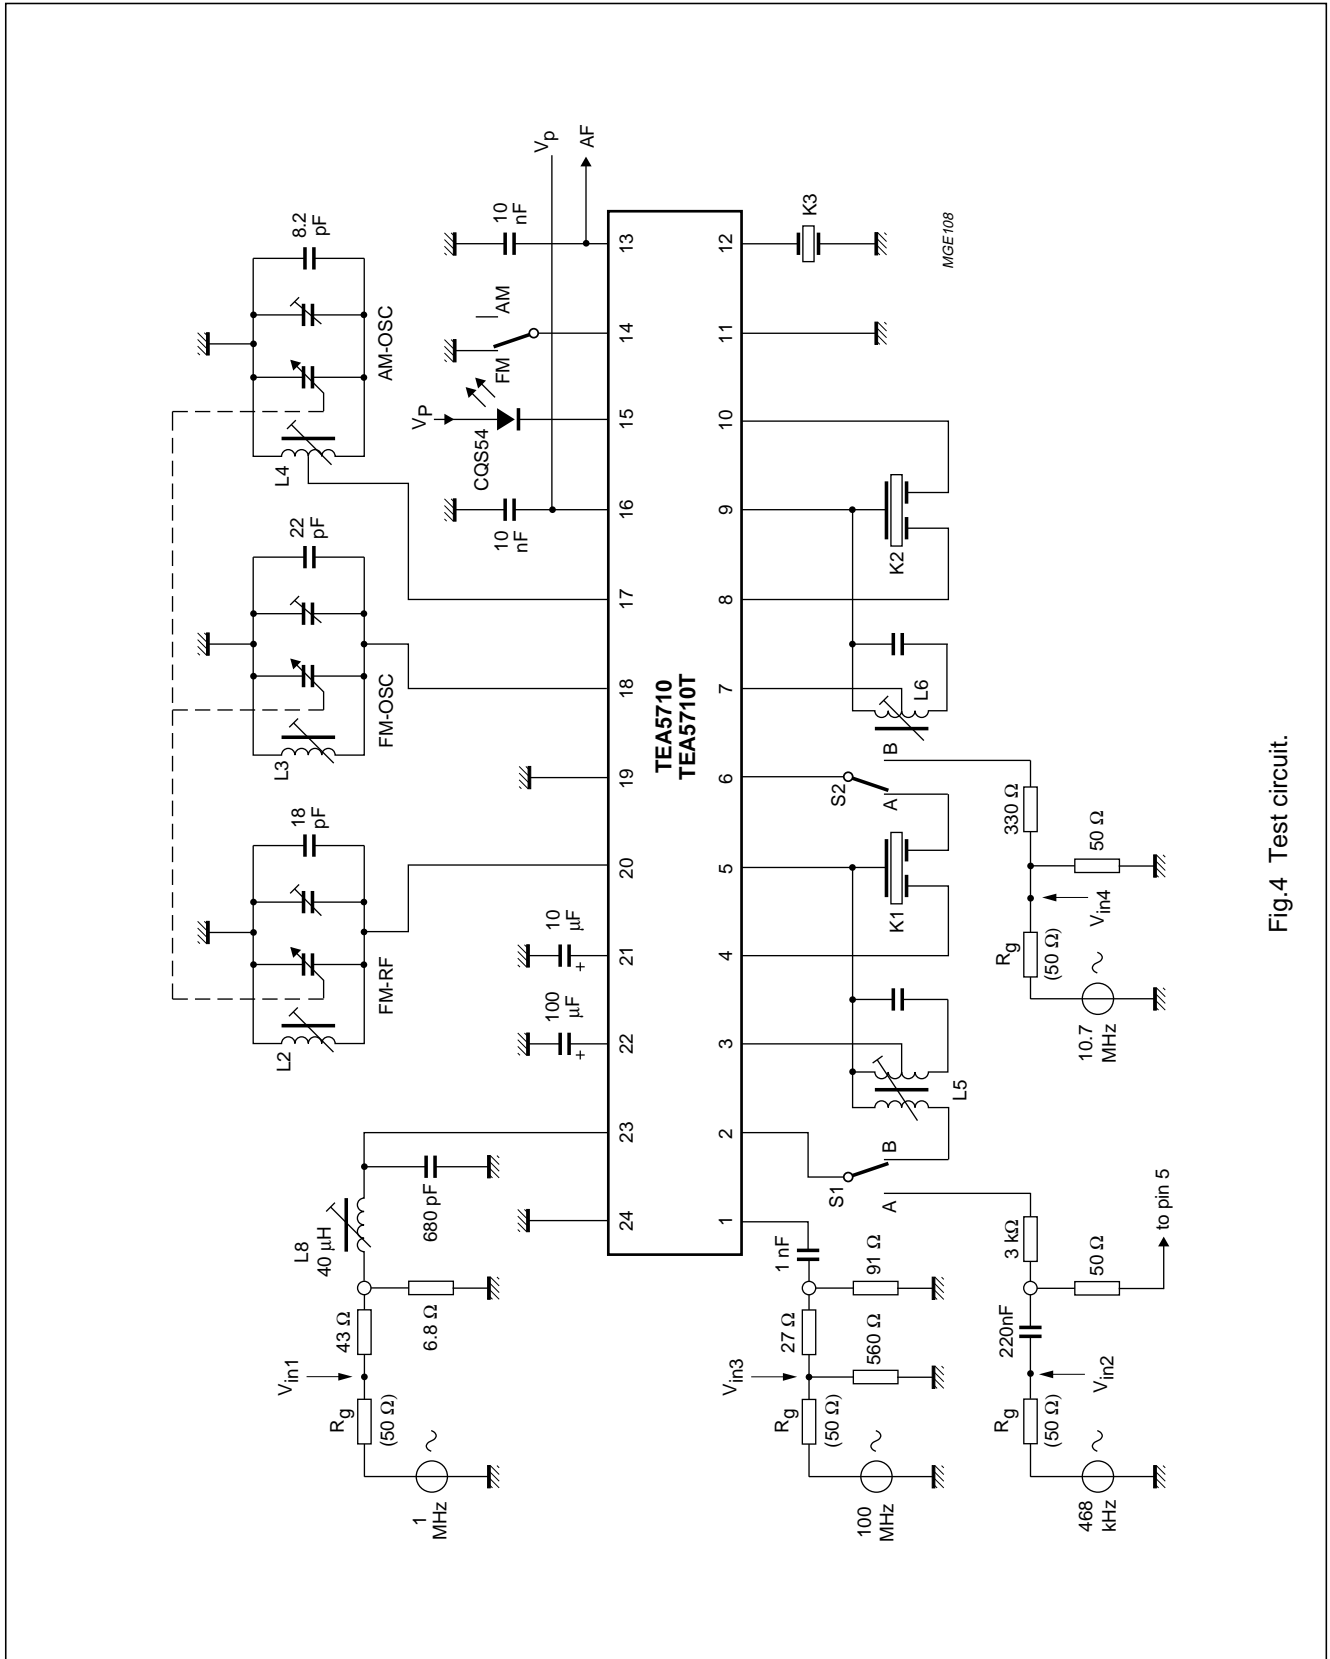 1
MHz
Rg
(50 Ω)
Vin1
43 Ω
6.8 Ω
L8
40 μH
680 pF
L2
FM-RF
18
pF
L3
FM-OSC
22
pF
L4
AM-OSC
8.2
pF
100
μF
+
10
μF
+
10
nF
CQS54
VP
FM
AM
10
nF
Vp
AF
24
23
22
21
20
19
18
17
16
15
14
13
TEA5710
TEA5710T
1
2
3
4
5
6
7
8
9
10
11
12
100
MHz
Rg
(50 Ω)
Vin3
27 Ω
560 Ω
91 Ω
1 nF
S1
A
B
L5
K1
S2
A
B
L6
K2
K3
468
kHz
Rg
(50 Ω)
Vin2
220nF
3 kΩ
50 Ω
to pin 5
10.7
MHz
Rg
(50 Ω)
Vin4
330 Ω
50 Ω
MGE108
Fig.4 Test circuit.